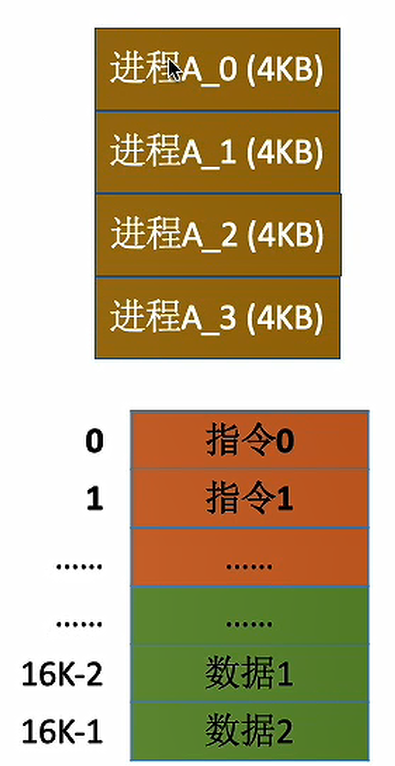 进程A_0 (4KB)
进程A_1 (4KB)
进程A_2 (4KB)
进程A_3 (4KB)
0 指令0
1 指令1
...... ......
...... ......
16K-2 数据1
16K-1 数据2